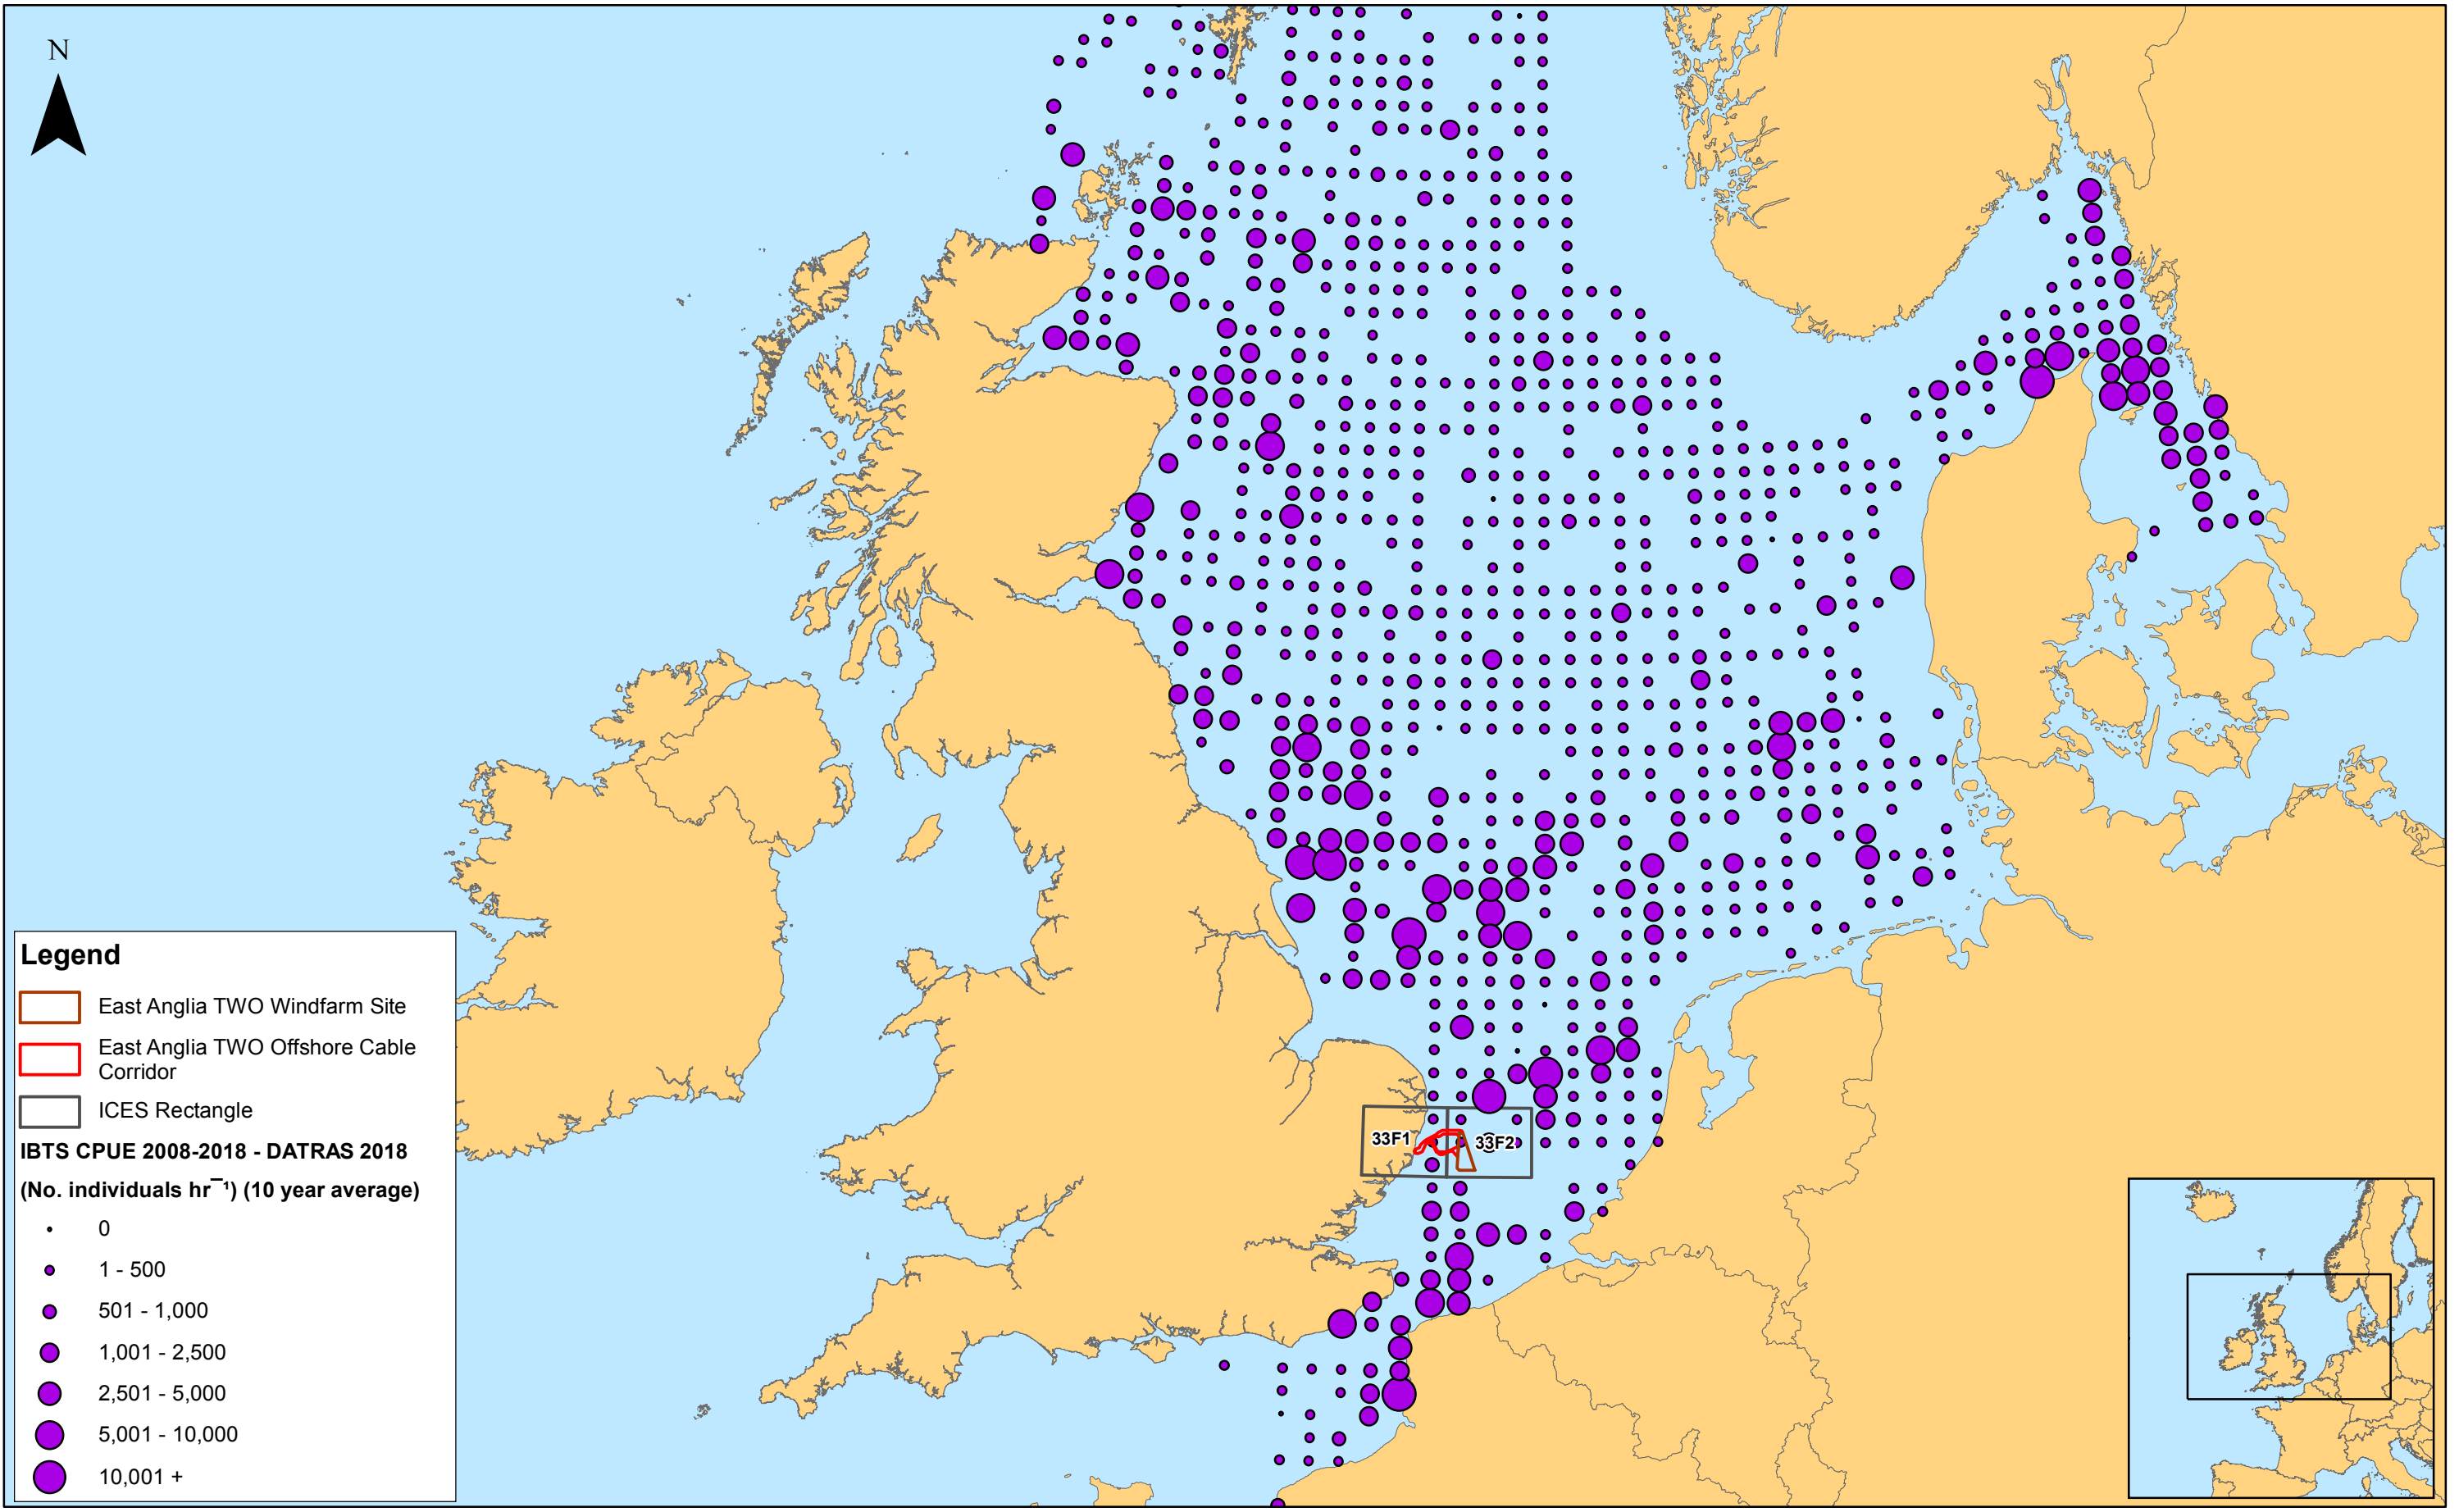 N
33F1
33F2
Legend
East Anglia TWO Windfarm Site
East Anglia TWO Offshore Cable
Corridor
ICES Rectangle
IBTS CPUE 2008-2018 - DATRAS 2018
(No. individuals hr¯¹) (10 year average)
0
1 - 500
501 - 1,000
1,001 - 2,500
2,501 - 5,000
5,001 - 10,000
10,001 +